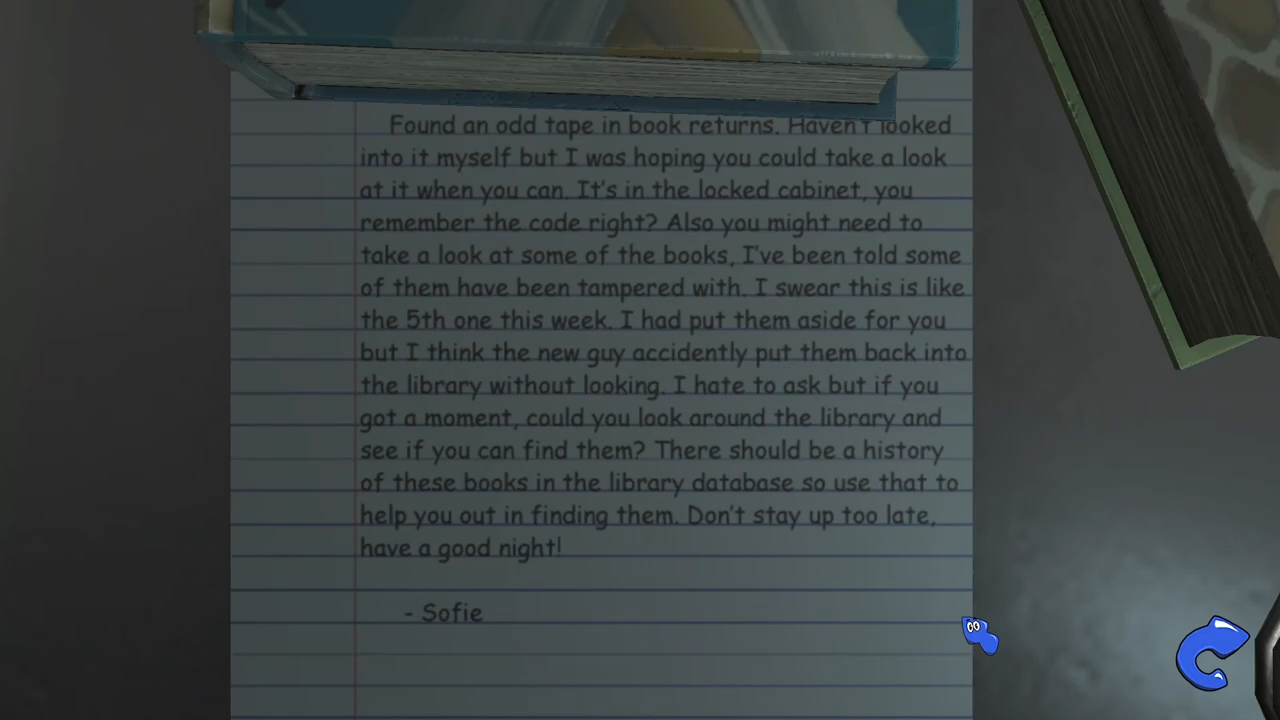 Found an odd tape in book returns. Haven't looked
into it myself but I was hoping you could take a look
at it when you can. It's in the locked cabinet, you
remember the code right? Also you might need to
take a look at some of the books, I've been told some
of them have been tampered with. I swear this is like
the 5th one this week. I had put them aside for you
but I think the new guy accidently put them back into
the library without looking. I hate to ask but if you
got a moment, could you look around the library and
see if you can find them? There should be a history
of these books in the library database so use that to
help you out in finding them. Don't stay up too late,
have a good night!
- Sofie